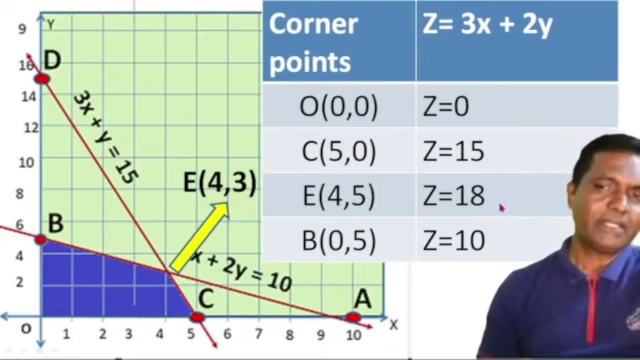 Corner points
Z= 3x + 2y
O(0,0)
Z=0
C(5,0)
Z=15
E(4,5)
Z=18
B(0,5)
Z=10
Y
9
16
14
12
10
8
6
4
2
D
3x + y = 15
E(4,3)
B
x + 2y = 10
C
A
X
O
1
2
3
4
5
6
7
8
9
10